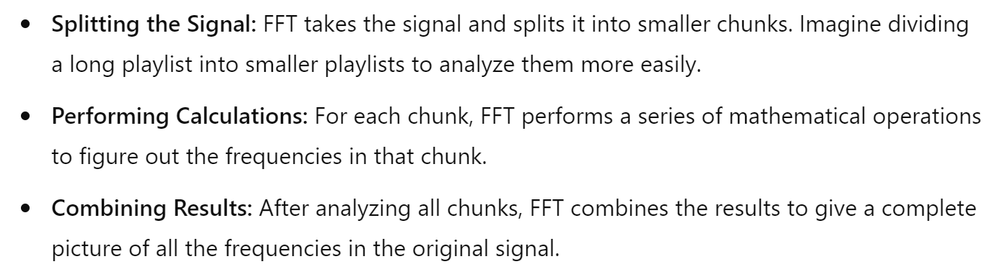 • Splitting the Signal: FFT takes the signal and splits it into smaller chunks. Imagine dividing
a long playlist into smaller playlists to analyze them more easily.
• Performing Calculations: For each chunk, FFT performs a series of mathematical operations
to figure out the frequencies in that chunk.
• Combining Results: After analyzing all chunks, FFT combines the results to give a complete
picture of all the frequencies in the original signal.